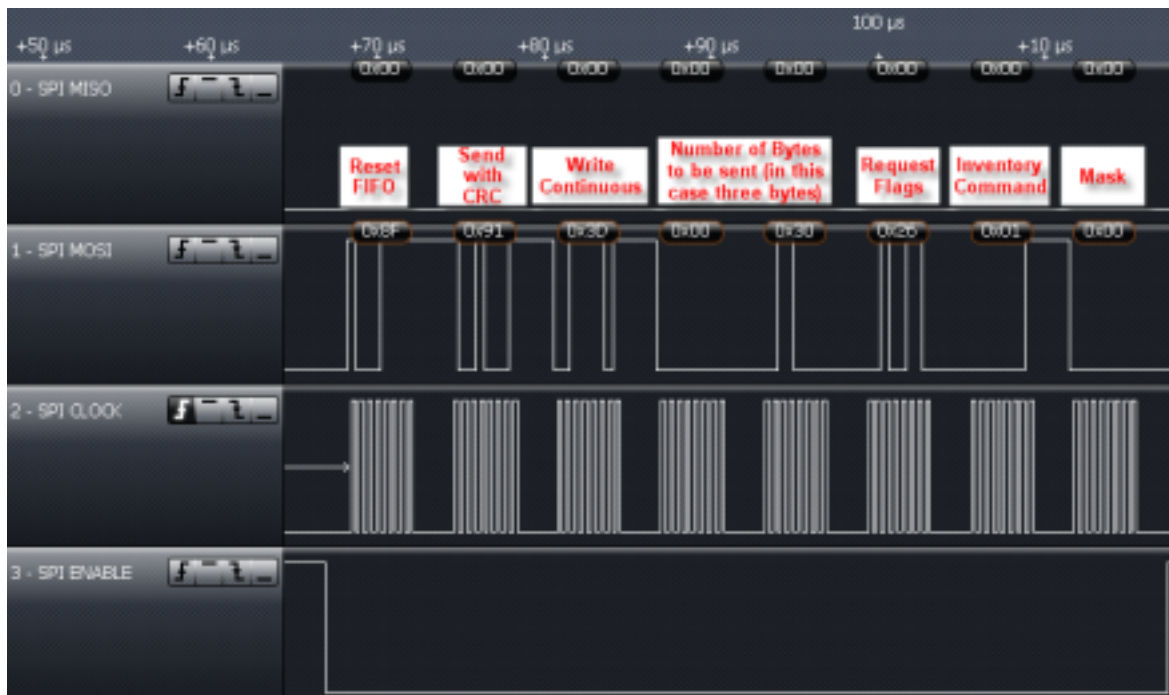 100 µs
+50 µs +60 µs +70 µs +80 µs +90 µs +10 µs
0x00 0x00 0x00 0x00 0x00 0x00 0x00 0x00
0 - SPI MISO
Reset
FIFO
Send
with
CRC
Write
Continuous
Number of Bytes
to be sent (in this
case three bytes)
Request
Flags
Inventory
Command
Mask
0x8F 0x91 0x3D 0x00 0x30 0x26 0x01 0x00
1 - SPI MOSI
2 - SPI CLOCK
3 - SPI ENABLE